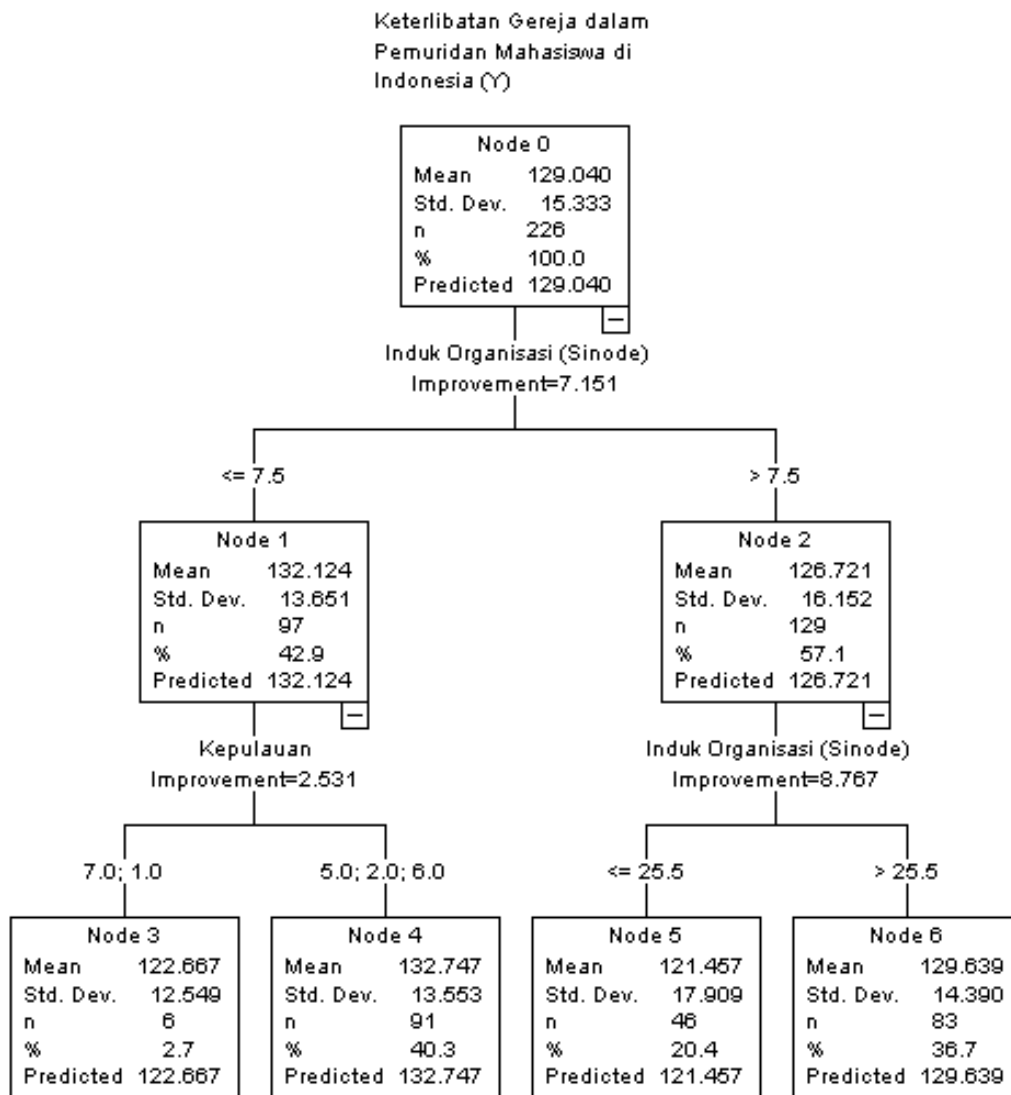 Keterlibatan Gereja dalam
Pemuridan Mahasiswa di
Indonesia (Y)
Node 0
Mean 129.040
Std. Dev. 15.333
n 226
% 100.0
Predicted 129.040
Induk Organisasi (Sinode)
Improvement=7.151
<= 7.5
> 7.5
Node 1
Mean 132.124
Std. Dev. 13.651
n 97
% 42.9
Predicted 132.124
Node 2
Mean 126.721
Std. Dev. 16.152
n 129
% 57.1
Predicted 126.721
Kepulauan
Improvement=2.531
Induk Organisasi (Sinode)
Improvement=8.767
7.0; 1.0
5.0; 2.0; 6.0
<= 25.5
> 25.5
Node 3
Mean 122.667
Std. Dev. 12.549
n 6
% 2.7
Predicted 122.667
Node 4
Mean 132.747
Std. Dev. 13.553
n 91
% 40.3
Predicted 132.747
Node 5
Mean 121.457
Std. Dev. 17.909
n 46
% 20.4
Predicted 121.457
Node 6
Mean 129.639
Std. Dev. 14.390
n 83
% 36.7
Predicted 129.639